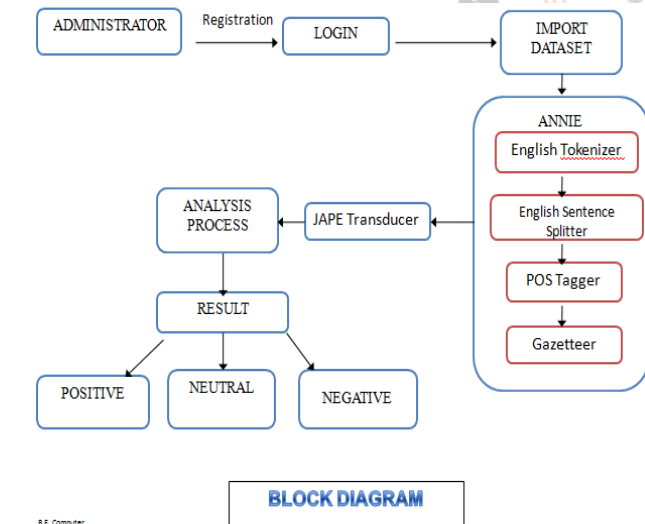 ADMINISTRATOR
Registration
LOGIN
IMPORT
DATASET
ANNIE
English Tokenizer
English Sentence
Splitter
POS Tagger
Gazetteer
JAPE Transducer
ANALYSIS
PROCESS
RESULT
POSITIVE
NEUTRAL
NEGATIVE
BLOCK DIAGRAM
B.E. Computer